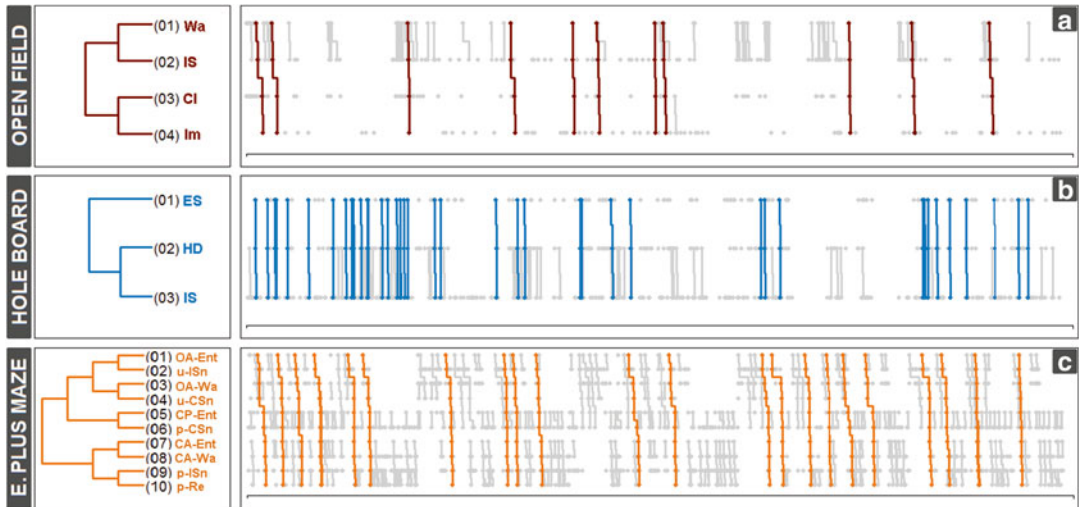 OPEN FIELD
(01) Wa
(02) IS
(03) Cl
(04) Im
a
HOLE BOARD
(01) ES
(02) HD
(03) IS
b
E. PLUS MAZE
(01) OA-Ent
(02) u-ISn
(03) OA-Wa
(04) u-CSn
(05) CP-Ent
(06) p-CSn
(07) CA-Ent
(08) CA-Wa
(09) p-ISn
(10) p-Re
c